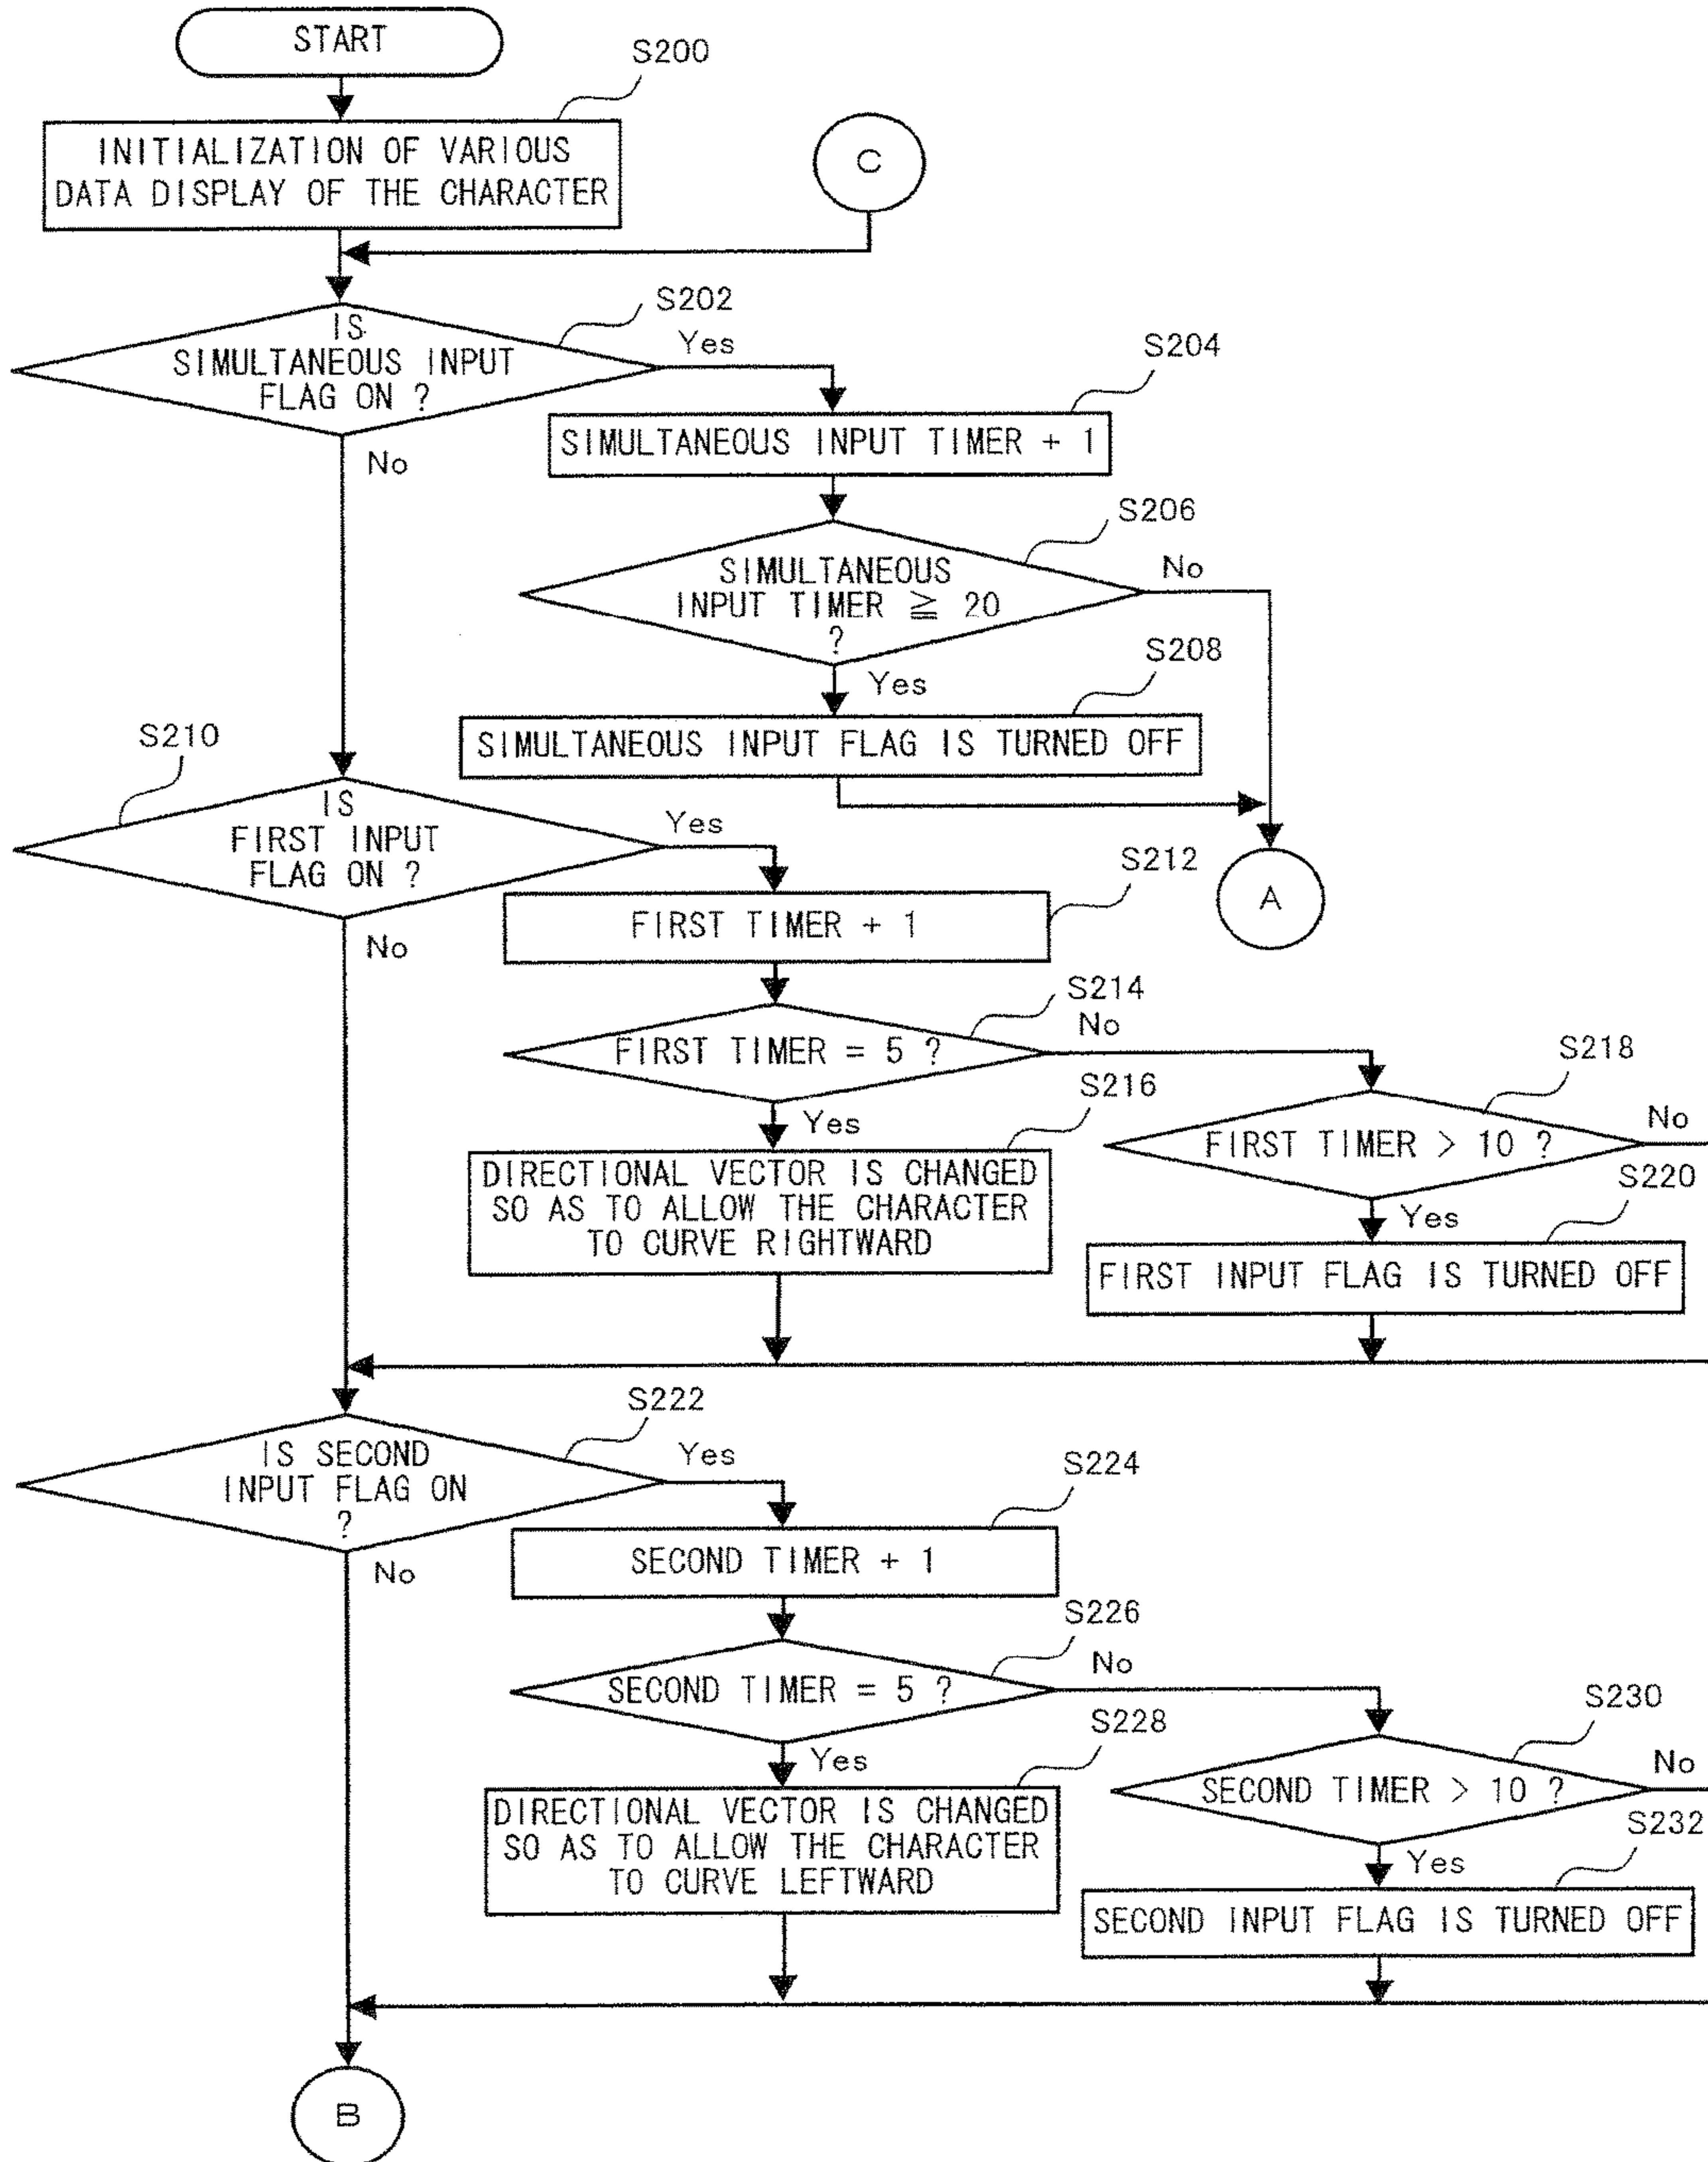 START
S200
INITIALIZATION OF VARIOUS
DATA DISPLAY OF THE CHARACTER
C
S202
IS
SIMULTANEOUS INPUT
FLAG ON ?
Yes
No
S204
SIMULTANEOUS INPUT TIMER + 1
S206
SIMULTANEOUS
INPUT TIMER ≧ 20
?
No
Yes
S208
SIMULTANEOUS INPUT FLAG IS TURNED OFF
A
S210
IS
FIRST INPUT
FLAG ON ?
Yes
No
S212
FIRST TIMER + 1
S214
FIRST TIMER = 5 ?
No
Yes
S216
DIRECTIONAL VECTOR IS CHANGED
SO AS TO ALLOW THE CHARACTER
TO CURVE RIGHTWARD
S218
FIRST TIMER > 10 ?
No
Yes
S220
FIRST INPUT FLAG IS TURNED OFF
S222
IS SECOND
INPUT FLAG ON
?
Yes
No
S224
SECOND TIMER + 1
S226
SECOND TIMER = 5 ?
No
Yes
S228
DIRECTIONAL VECTOR IS CHANGED
SO AS TO ALLOW THE CHARACTER
TO CURVE LEFTWARD
S230
SECOND TIMER > 10 ?
No
Yes
S232
SECOND INPUT FLAG IS TURNED OFF
B